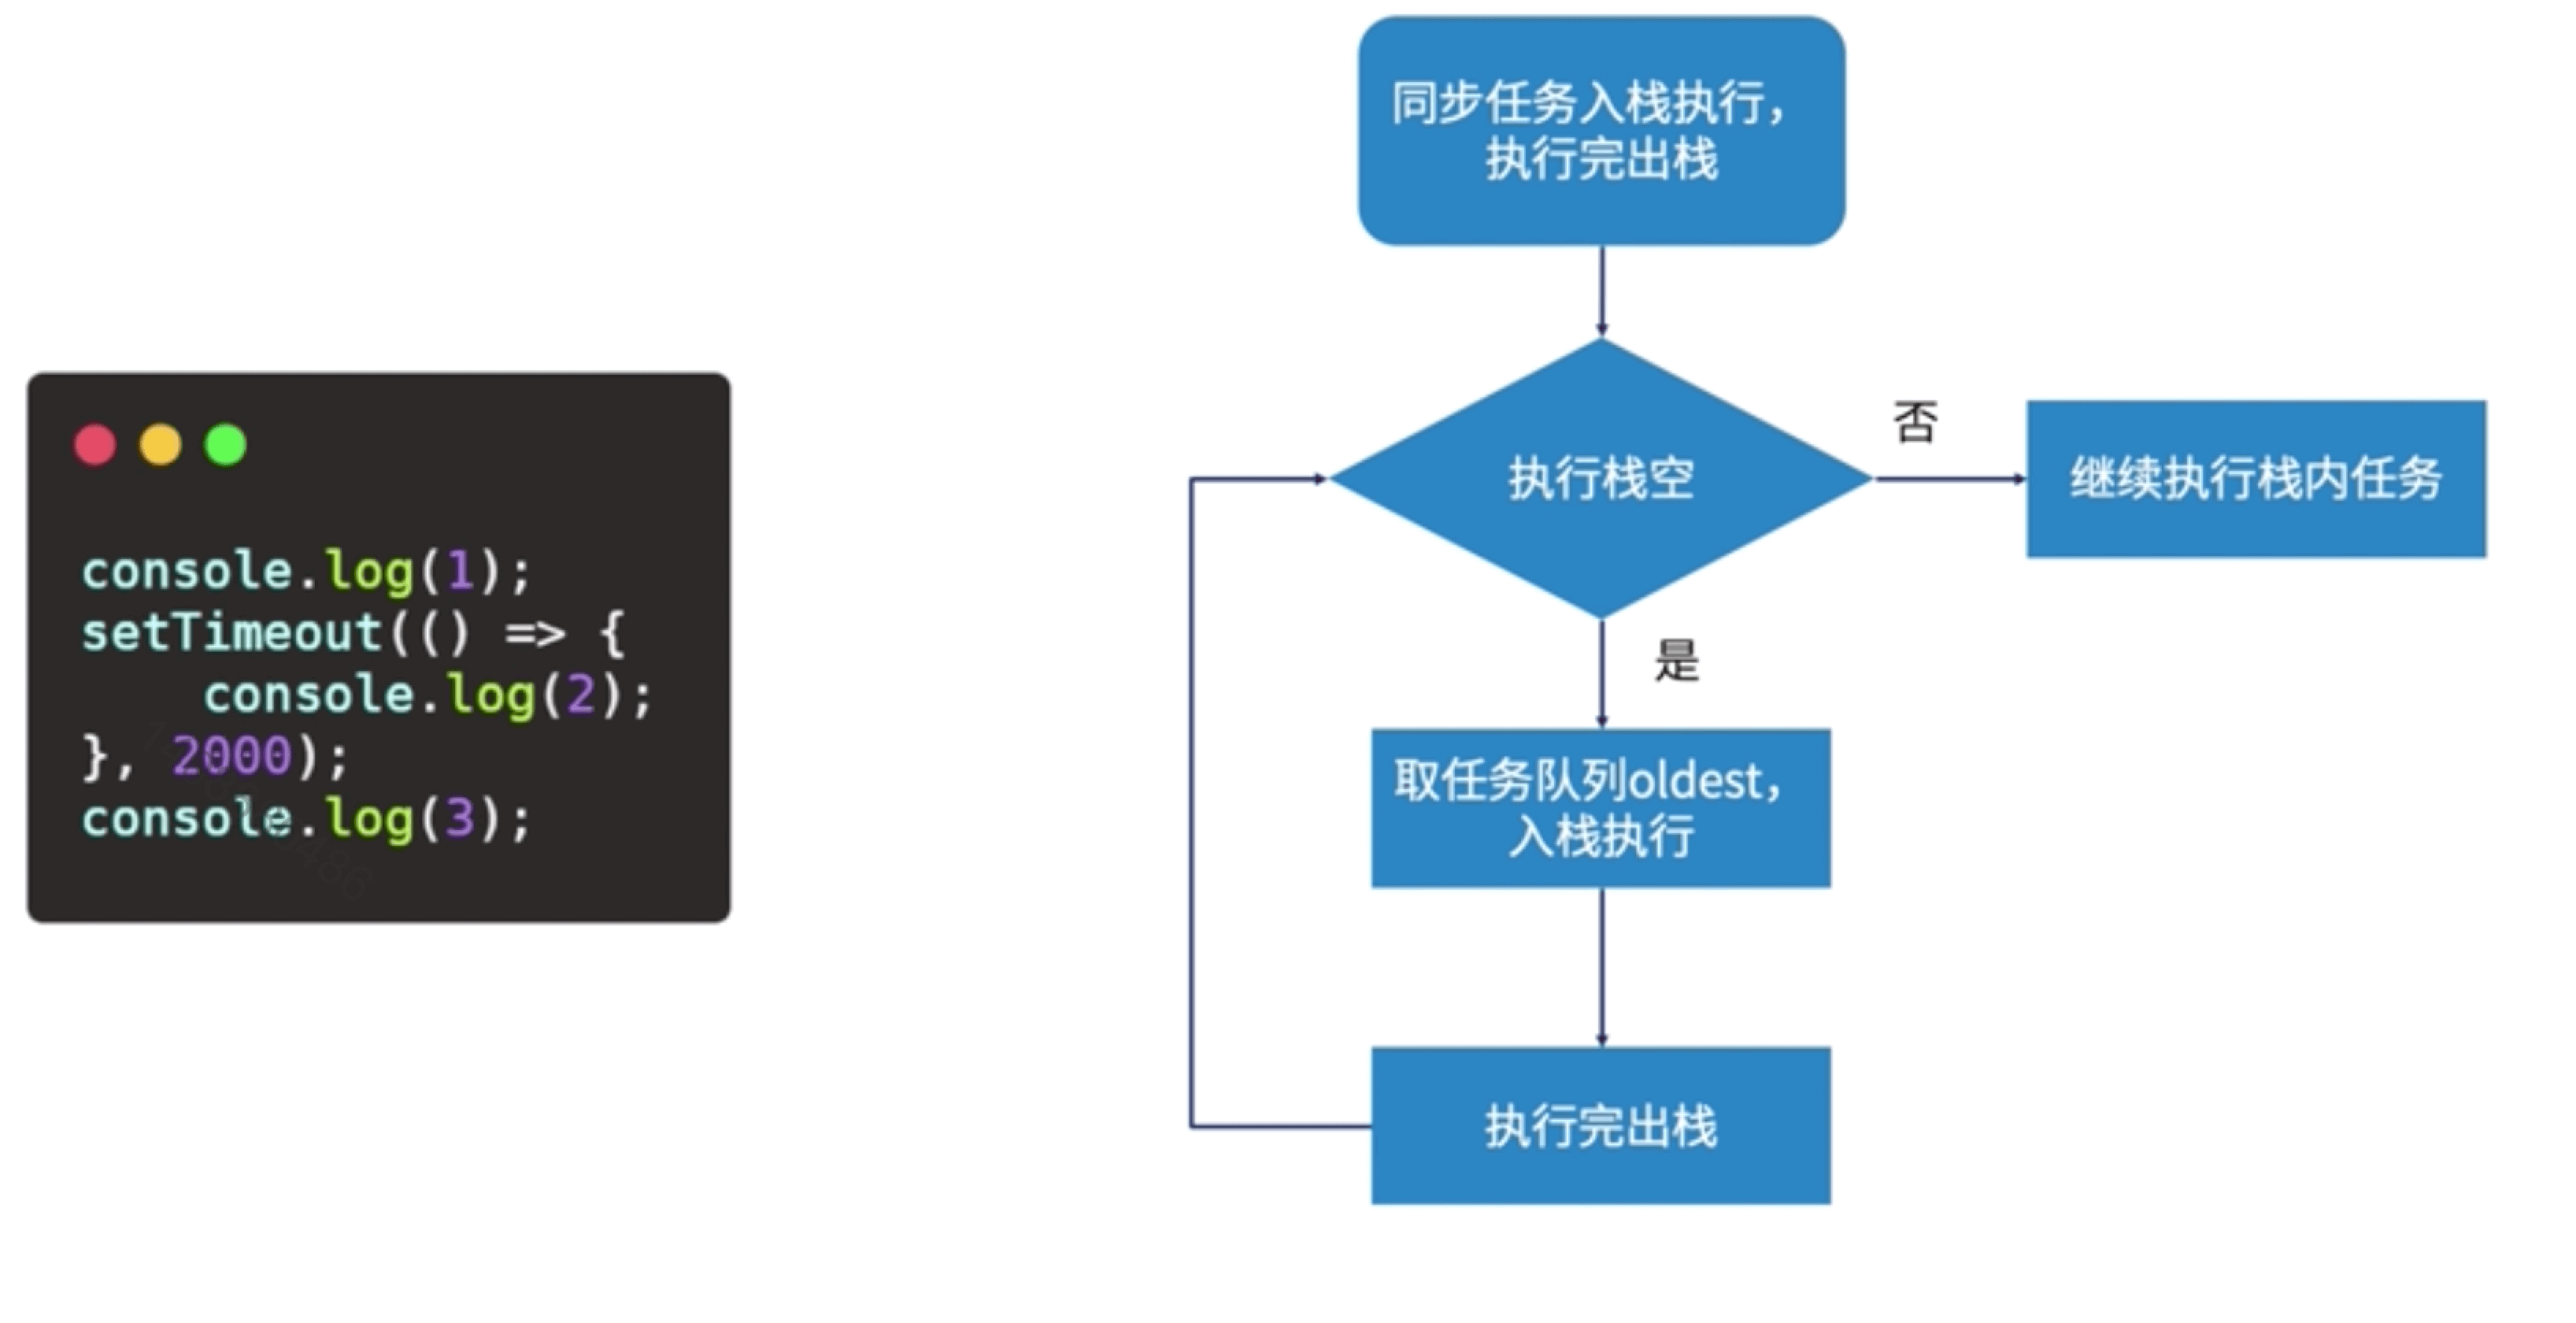 console.log(1);
setTimeout(() => {
    console.log(2);
}, 2000);
console.log(3);
同步任务入栈执行，
执行完出栈
执行栈空
否
继续执行栈内任务
是
取任务队列oldest，
入栈执行
执行完出栈